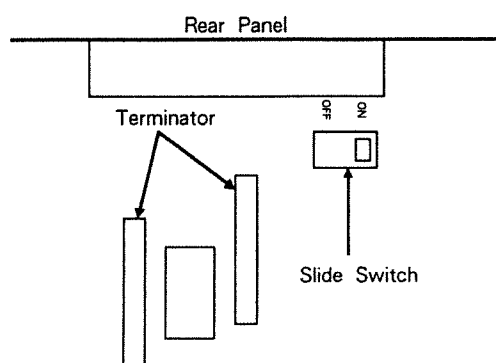 Rear Panel
OFF
ON
Terminator
Slide Switch